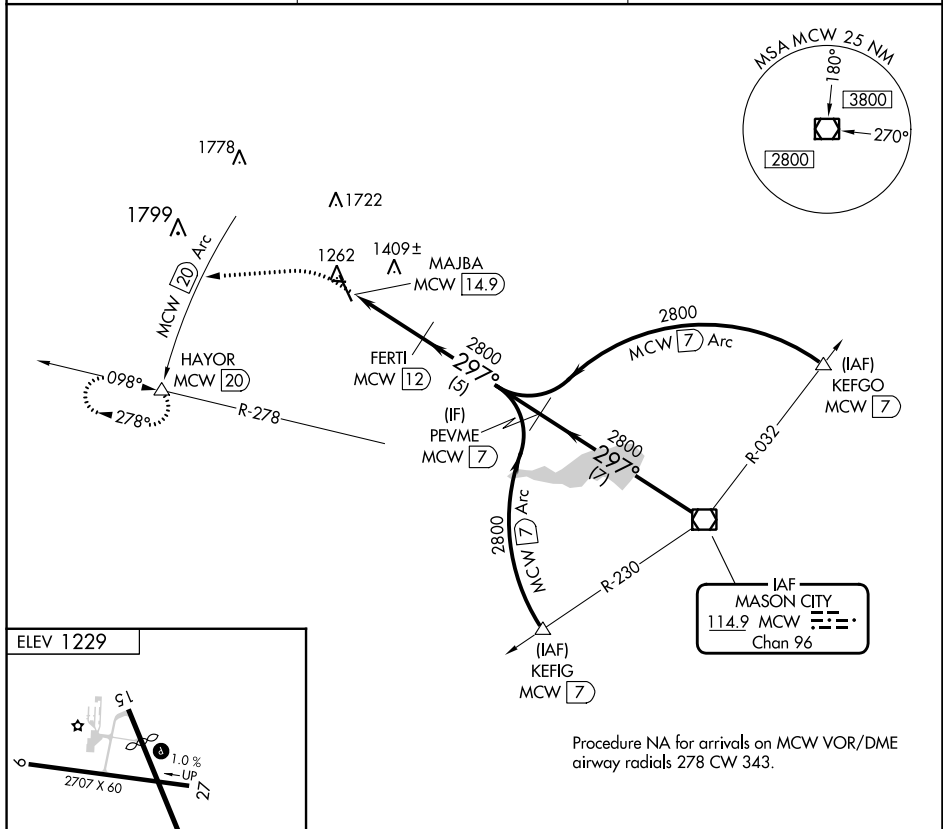 MSA MCW 25 NM
180°
3800
270°
2800
1778
1722
1799
1262
1409±
MAJBA
MCW 14.9
MCW 20 Arc
2800
MCW 7 Arc
HAYOR
MCW 20
FERTI
MCW 12
2800
297°
(5)
(IAF)
KEFGO
MCW 7
098°
278°
R-278
(IF)
PEVME
MCW 7
2800
297°
(7)
R-032
2800
MCW 7 Arc
R-230
IAF
MASON CITY
114.9 MCW
Chan 96
(IAF)
KEFIG
MCW 7
ELEV 1229
15
1.0 %
UP
9
2707 X 60
27
Procedure NA for arrivals on MCW VOR/DME
airway radials 278 CW 343.